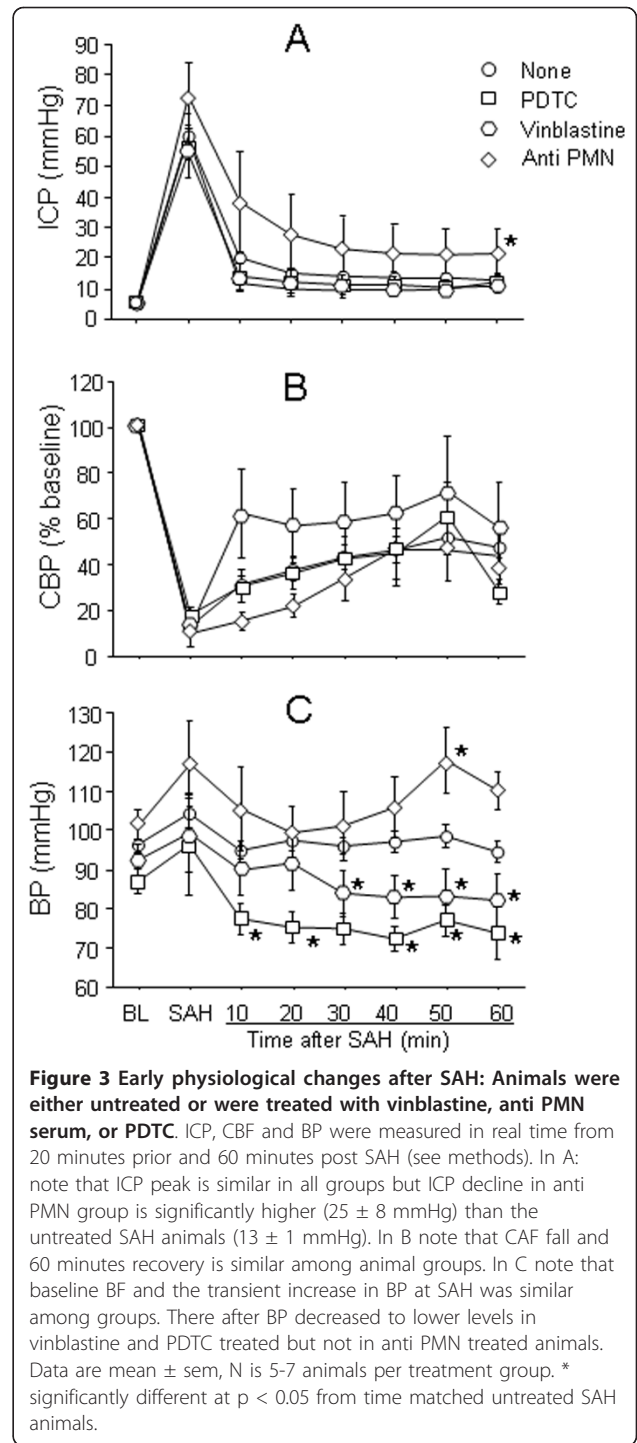 A
90
80
70
60
50
40
30
20
10
0
ICP (mmHg)
None
PDTC
Vinblastine
Anti PMN
*
B
120
100
80
60
40
20
0
CBP (% baseline)
C
130
120
110
100
90
80
70
60
BP (mmHg)
*
* * * *
* * * * *
BL SAH 10 20 30 40 50 60
Time after SAH (min)
Figure 3 Early physiological changes after SAH: Animals were
either untreated or were treated with vinblastine, anti PMN
serum, or PDTC. ICP, CBF and BP were measured in real time from
20 minutes prior and 60 minutes post SAH (see methods). In A:
note that ICP peak is similar in all groups but ICP decline in anti
PMN group is significantly higher (25 ± 8 mmHg) than the
untreated SAH animals (13 ± 1 mmHg). In B note that CAF fall and
60 minutes recovery is similar among animal groups. In C note that
baseline BF and the transient increase in BP at SAH was similar
among groups. There after BP decreased to lower levels in
vinblastine and PDTC treated but not in anti PMN treated animals.
Data are mean ± sem, N is 5-7 animals per treatment group. *
significantly different at p < 0.05 from time matched untreated SAH
animals.